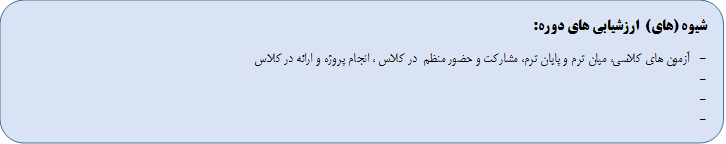 شیوه (های) ارزشیابی های دوره:
- آزمون های کلاسی، میان ترم و پایان ترم، مشارکت و حضور منظم در کلاس ، انجام پروژه و ارائه در کلاس
-
-
-